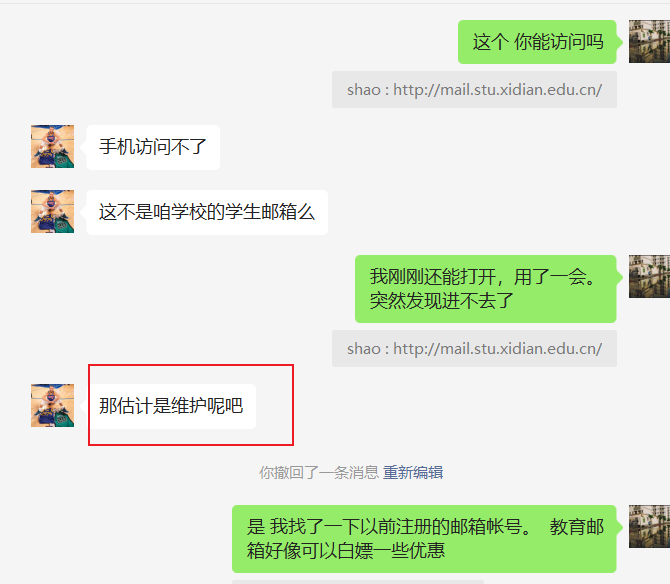 这个 你能访问吗
shao : http://mail.stu.xidian.edu.cn/
手机访问不了
这不是咱学校的学生邮箱么
我刚刚还能打开，用了一会。
突然发现进不去了
shao : http://mail.stu.xidian.edu.cn/
那估计是维护呢吧
你撤回了一条消息 重新编辑
是 我找了一下以前注册的邮箱帐号。 教育邮
箱好像可以白嫖一些优惠